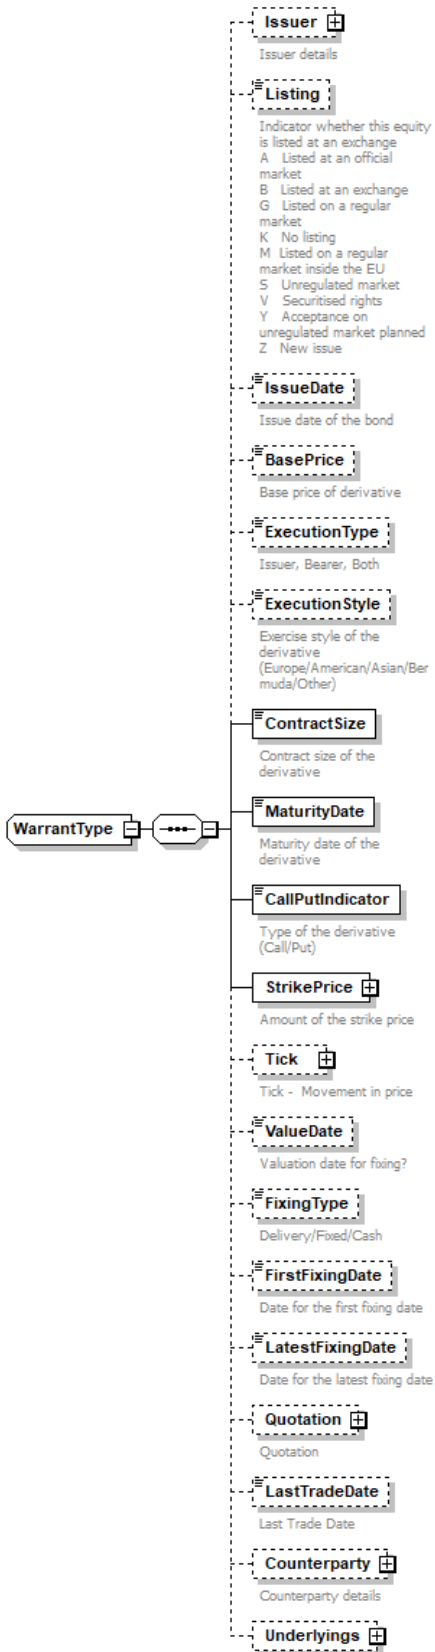 Issuer
Issuer details
Listing
Indicator whether this equity
is listed at an exchange
A Listed at an official
market
B Listed at an exchange
G Listed on a regular
market
K No listing
M Listed on a regular
market inside the EU
S Unregulated market
V Securitised rights
Y Acceptance on
unregulated market planned
Z New issue
IssueDate
Issue date of the bond
BasePrice
Base price of derivative
ExecutionType
Issuer, Bearer, Both
ExecutionStyle
Exercise style of the
derivative
(Europe/American/Asian/Ber
muda/Other)
ContractSize
Contract size of the
derivative
WarrantType
MaturityDate
Maturity date of the
derivative
CallPutIndicator
Type of the derivative
(Call/Put)
StrikePrice
Amount of the strike price
Tick
Tick - Movement in price
ValueDate
Valuation date for fixing?
FixingType
Delivery/Fixed/Cash
FirstFixingDate
Date for the first fixing date
LatestFixingDate
Date for the latest fixing date
Quotation
Quotation
LastTradeDate
Last Trade Date
Counterparty
Counterparty details
Underlyings